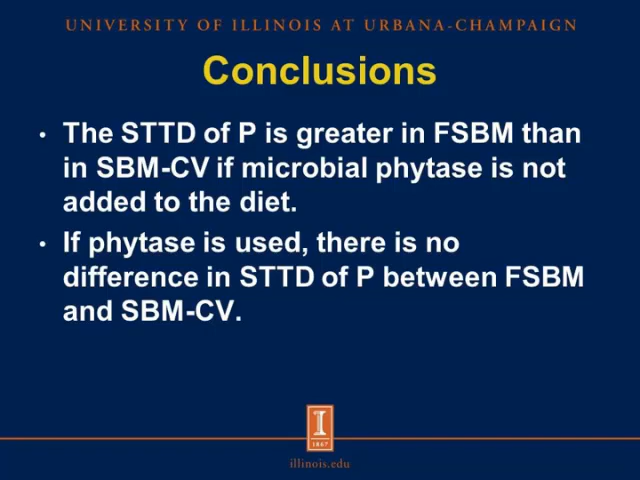 UNIVERSITY OF ILLINOIS AT URBANA-CHAMPAIGN
Conclusions
• The STTD of P is greater in FSBM than
in SBM-CV if microbial phytase is not
added to the diet.
• If phytase is used, there is no
difference in STTD of P between FSBM
and SBM-CV.
I
1867
illinois.edu